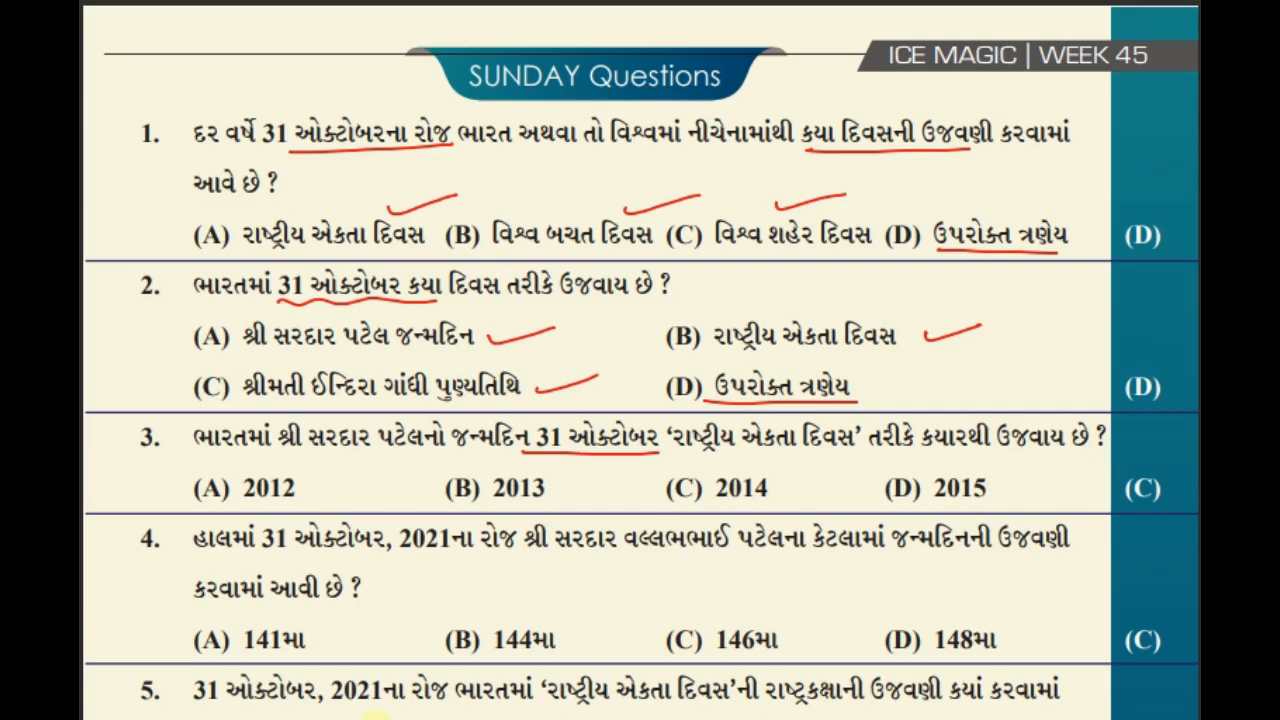 ICE MAGIC | WEEK 45
SUNDAY Questions
1. દર વર્ષે 31 ઓક્ટોબરના રોજ ભારત અથવા તો વિશ્વમાં નીચેનામાંથી કયા દિવસની ઉજવણી કરવામાં
આવે છે ?
(A) રાષ્ટ્રીય એકતા દિવસ (B) વિશ્વ બચત દિવસ (C) વિશ્વ શહેર દિવસ (D) ઉપરોક્ત ત્રણેય (D)
2. ભારતમાં 31 ઓક્ટોબર કયા દિવસ તરીકે ઉજવાય છે ?
(A) શ્રી સરદાર પટેલ જન્મદિન (B) રાષ્ટ્રીય એકતા દિવસ
(C) શ્રીમતી ઈન્દિરા ગાંધી પુણ્યતિથિ (D) ઉપરોક્ત ત્રણેય (D)
3. ભારતમાં શ્રી સરદાર પટેલનો જન્મદિન 31 ઓક્ટોબર ‘રાષ્ટ્રીય એકતા દિવસ’ તરીકે કયારથી ઉજવાય છે ?
(A) 2012 (B) 2013 (C) 2014 (D) 2015 (C)
4. હાલમાં 31 ઓક્ટોબર, 2021ના રોજ શ્રી સરદાર વલ્લભભાઈ પટેલના કેટલામાં જન્મદિનની ઉજવણી
કરવામાં આવી છે ?
(A) 141મા (B) 144મા (C) 146મા (D) 148મા (C)
5. 31 ઓક્ટોબર, 2021ના રોજ ભારતમાં ‘રાષ્ટ્રીય એકતા દિવસ’ની રાષ્ટ્રકક્ષાની ઉજવણી કયાં કરવામાં